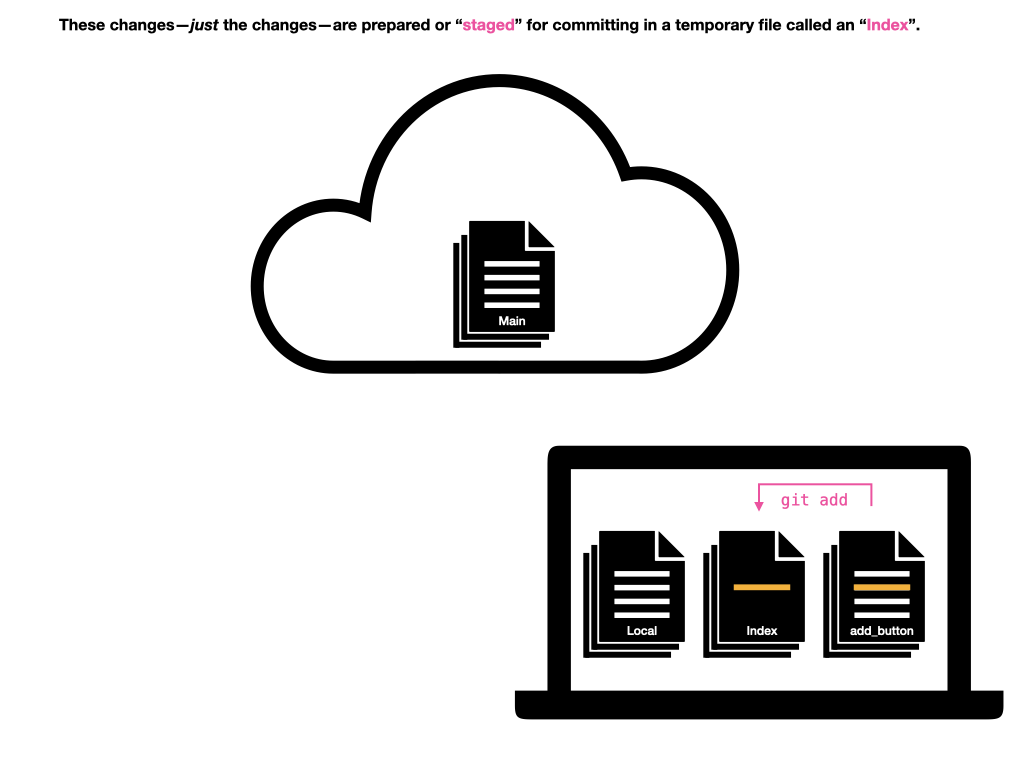 These changes—just the changes—are prepared or “staged” for committing in a temporary file called an “Index”.
Main
git add
Local
Index
add_button